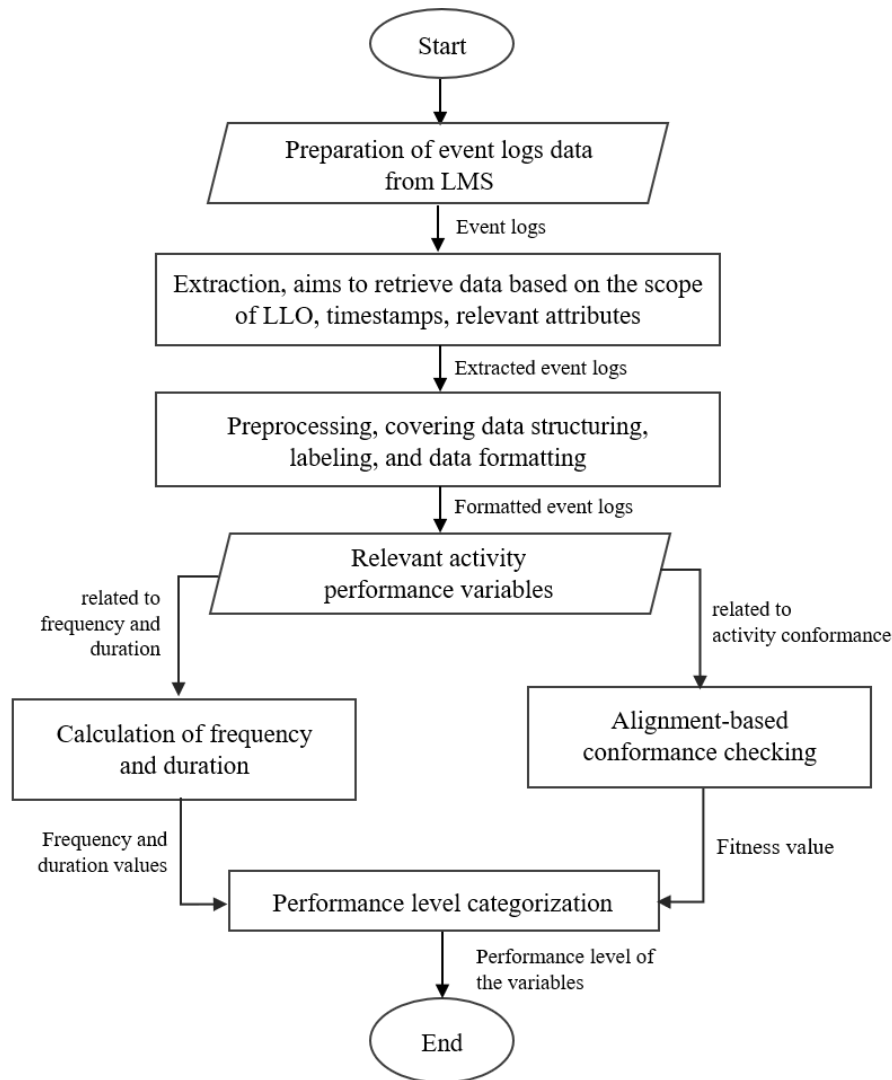 Start
Preparation of event logs data
from LMS
Event logs
Extraction, aims to retrieve data based on the scope
of LLO, timestamps, relevant attributes
Extracted event logs
Preprocessing, covering data structuring,
labeling, and data formatting
Formatted event logs
Relevant activity
performance variables
related to
frequency and
duration
related to
activity conformance
Calculation of frequency
and duration
Alignment-based
conformance checking
Frequency and
duration values
Fitness value
Performance level categorization
Performance level of
the variables
End